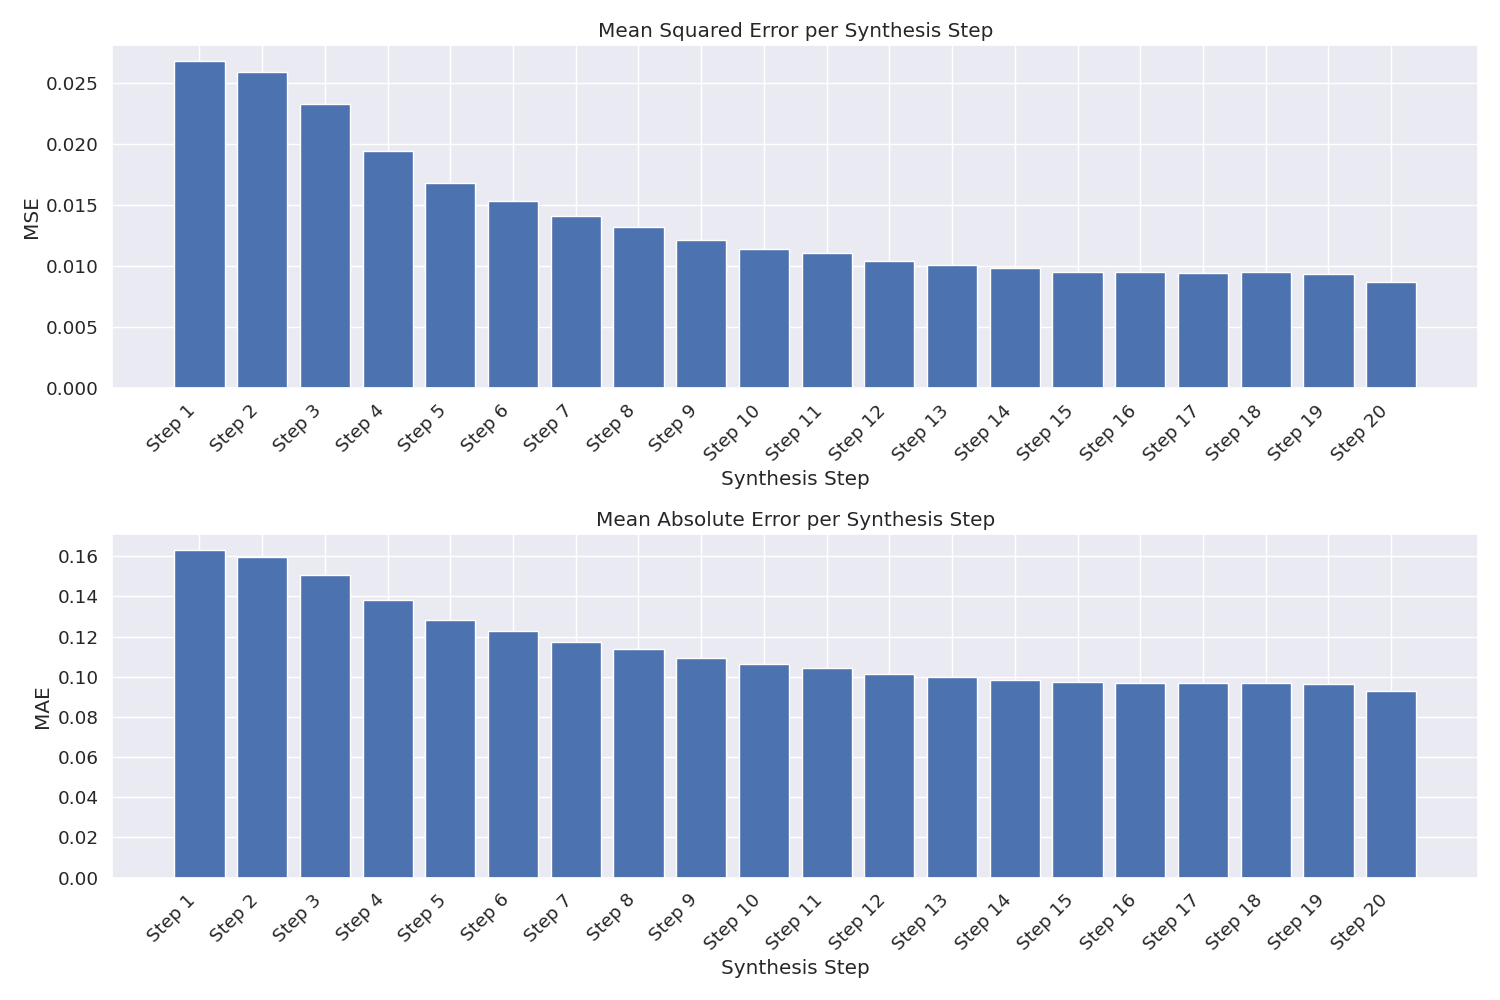 Mean Squared Error per Synthesis Step
MSE
0.025
0.020
0.015
0.010
0.005
0.000
Step 1
Step 2
Step 3
Step 4
Step 5
Step 6
Step 7
Step 8
Step 9
Step 10
Step 11
Step 12
Step 13
Step 14
Step 15
Step 16
Step 17
Step 18
Step 19
Step 20
Synthesis Step
Mean Absolute Error per Synthesis Step
MAE
0.16
0.14
0.12
0.10
0.08
0.06
0.04
0.02
0.00
Step 1
Step 2
Step 3
Step 4
Step 5
Step 6
Step 7
Step 8
Step 9
Step 10
Step 11
Step 12
Step 13
Step 14
Step 15
Step 16
Step 17
Step 18
Step 19
Step 20
Synthesis Step